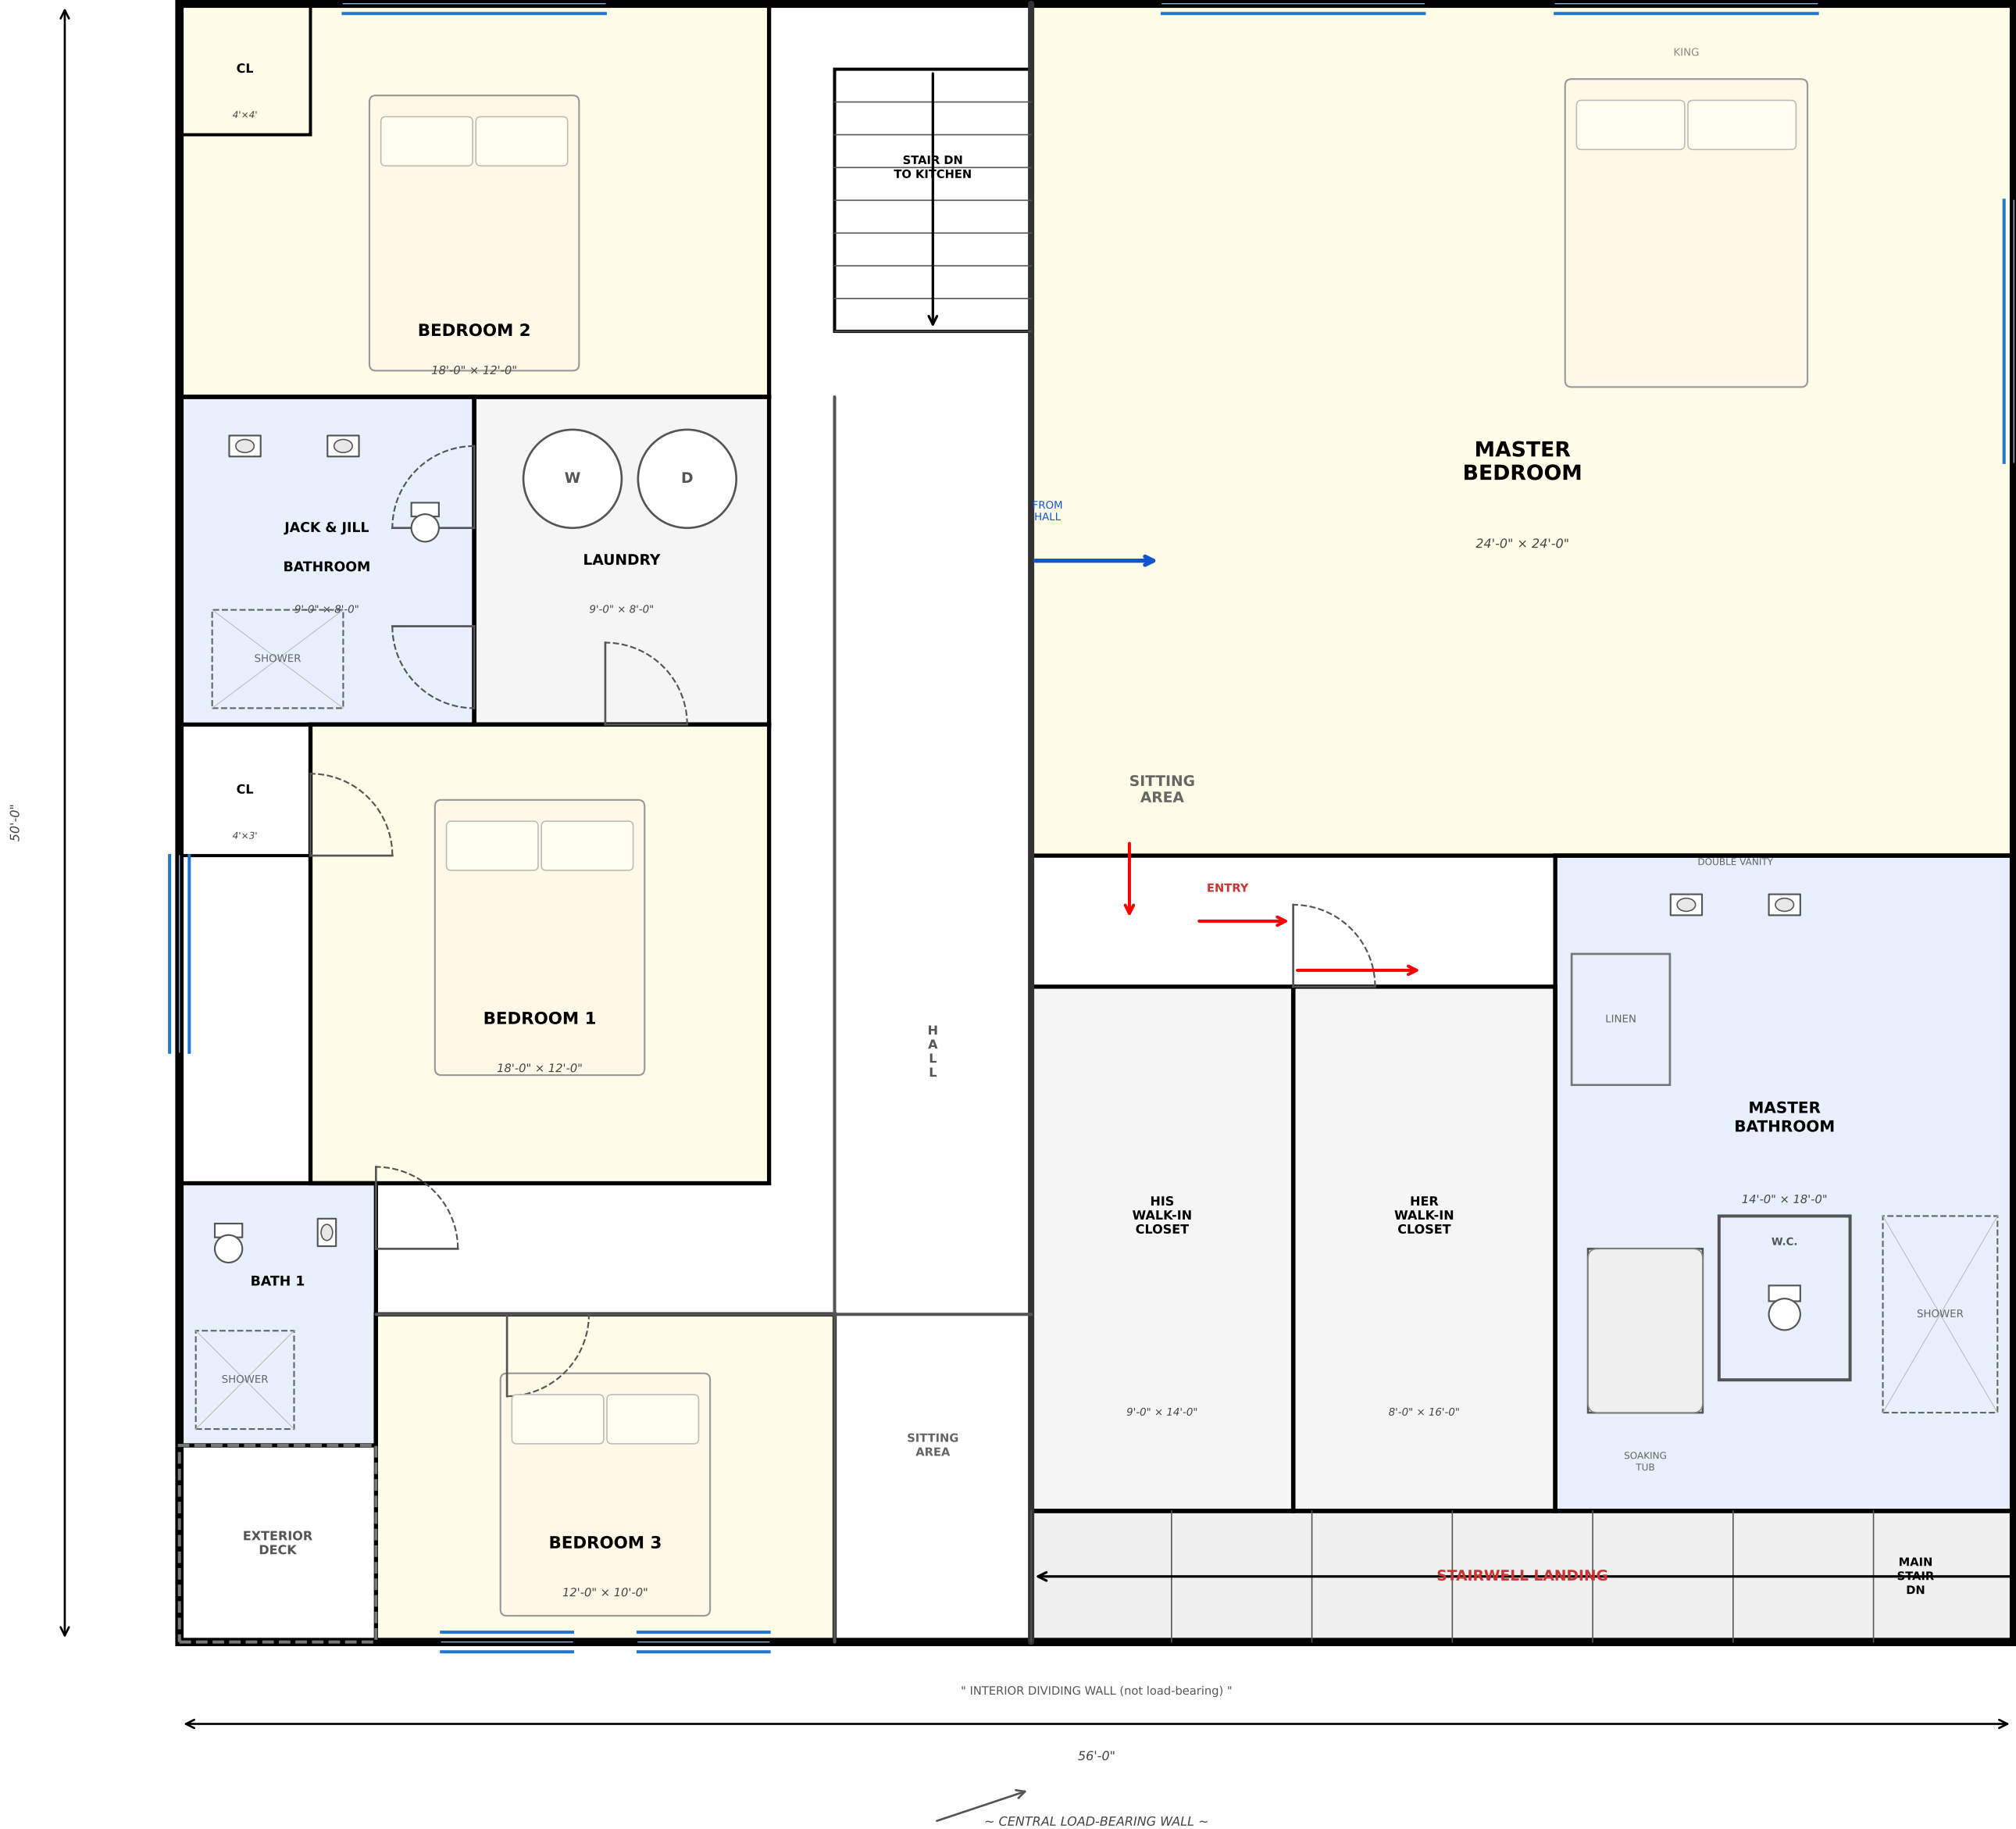 KING
CL
4'×4'
STAIR DN
TO KITCHEN
BEDROOM 2
18'-0" × 12'-0"
MASTER
BEDROOM
24'-0" × 24'-0"
W
D
FROM
HALL
JACK & JILL
BATHROOM
9'-0" × 8'-0"
SHOWER
LAUNDRY
9'-0" × 8'-0"
CL
4'×3'
SITTING
AREA
ENTRY
DOUBLE VANITY
LINEN
BEDROOM 1
18'-0" × 12'-0"
H
A
L
L
MASTER
BATHROOM
14'-0" × 18'-0"
HIS
WALK-IN
CLOSET
9'-0" × 14'-0"
HER
WALK-IN
CLOSET
8'-0" × 16'-0"
W.C.
SHOWER
SOAKING
TUB
BATH 1
SHOWER
SITTING
AREA
EXTERIOR
DECK
BEDROOM 3
12'-0" × 10'-0"
STAIRWELL LANDING
MAIN
STAIR
DN
50'-0"
" INTERIOR DIVIDING WALL (not load-bearing) "
56'-0"
~ CENTRAL LOAD-BEARING WALL ~